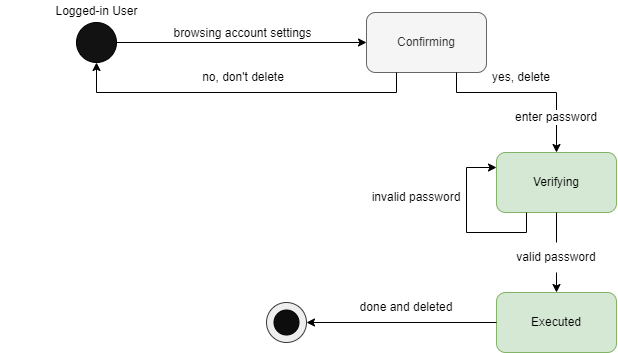 Logged-in User
browsing account settings
Confirming
no, don't delete
yes, delete
enter password
Verifying
invalid password
valid password
done and deleted
Executed